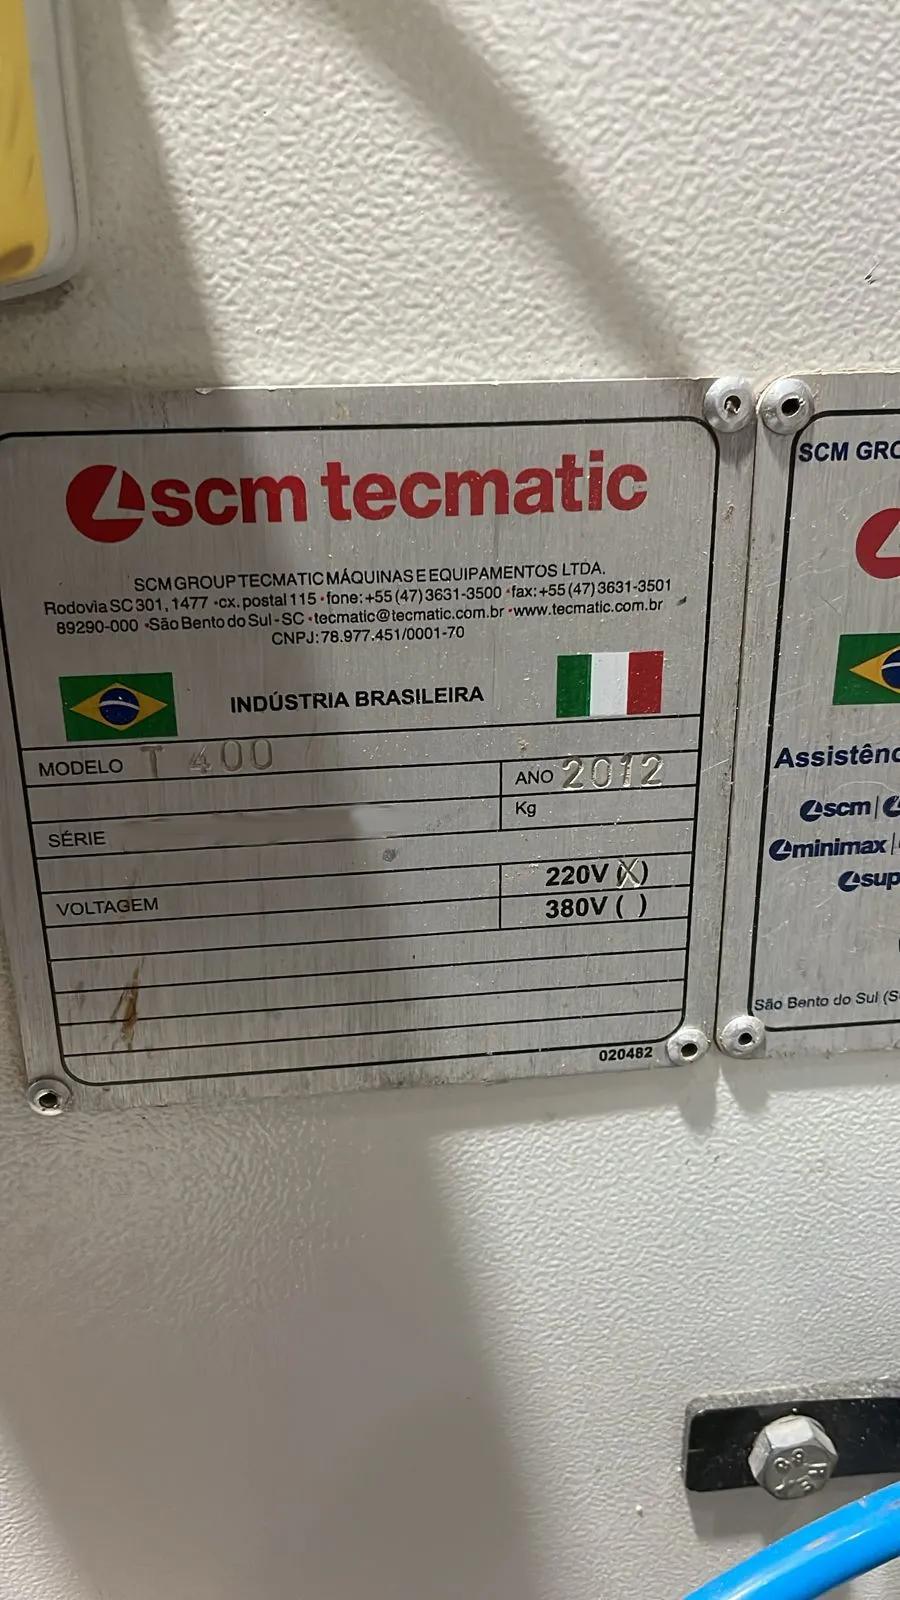 scm tecmatic
SCM GROUP TECMATIC MÁQUINAS E EQUIPAMENTOS LTDA.
Rodovia SC 301, 1477 •cx. postal 115 • fone: +55 (47) 3631-3500 •fax: +55 (47) 3631-3501
89290-000 •São Bento do Sul - SC • tecmatic@tecmatic.com.br •www.tecmatic.com.br
CNPJ: 78.977.451/0001-70
INDÚSTRIA BRASILEIRA
MODELO T 400
ANO 2012
Kg
SÉRIE
220V (X)
VOLTAGEM
380V ( )
020482
SCM
scm
minimax
São Bento do Sul